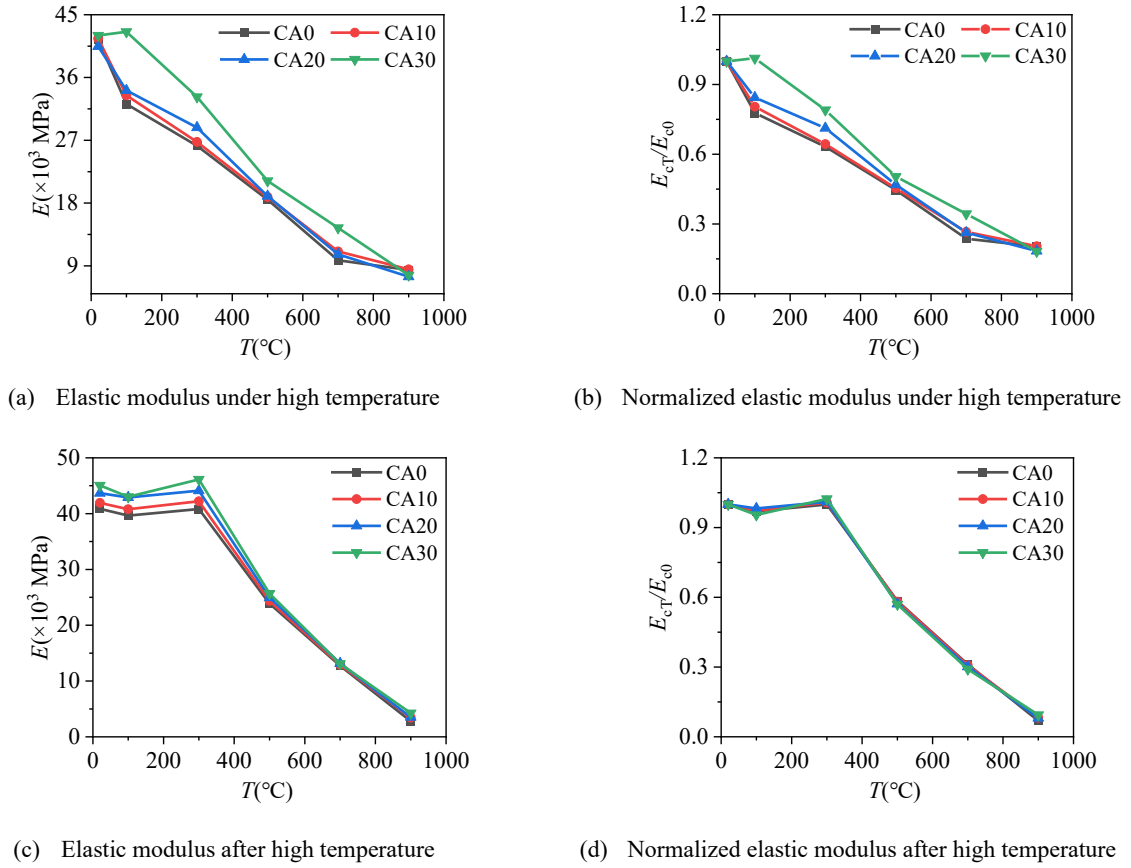 45
36
27
18
9
E(×10³ MPa)
CA0 CA10
CA20 CA30
0 200 400 600 800 1000
T(°C)
(a) Elastic modulus under high temperature
1.2
0.9
0.6
0.3
0.0
E_cT/E_c0
CA0 CA10
CA20 CA30
0 200 400 600 800 1000
T(°C)
(b) Normalized elastic modulus under high temperature
50
40
30
20
10
0
E(×10³ MPa)
CA0
CA10
CA20
CA30
0 200 400 600 800 1000
T(°C)
(c) Elastic modulus after high temperature
1.2
0.9
0.6
0.3
0.0
E_cT/E_c0
CA0
CA10
CA20
CA30
0 200 400 600 800 1000
T(°C)
(d) Normalized elastic modulus after high temperature